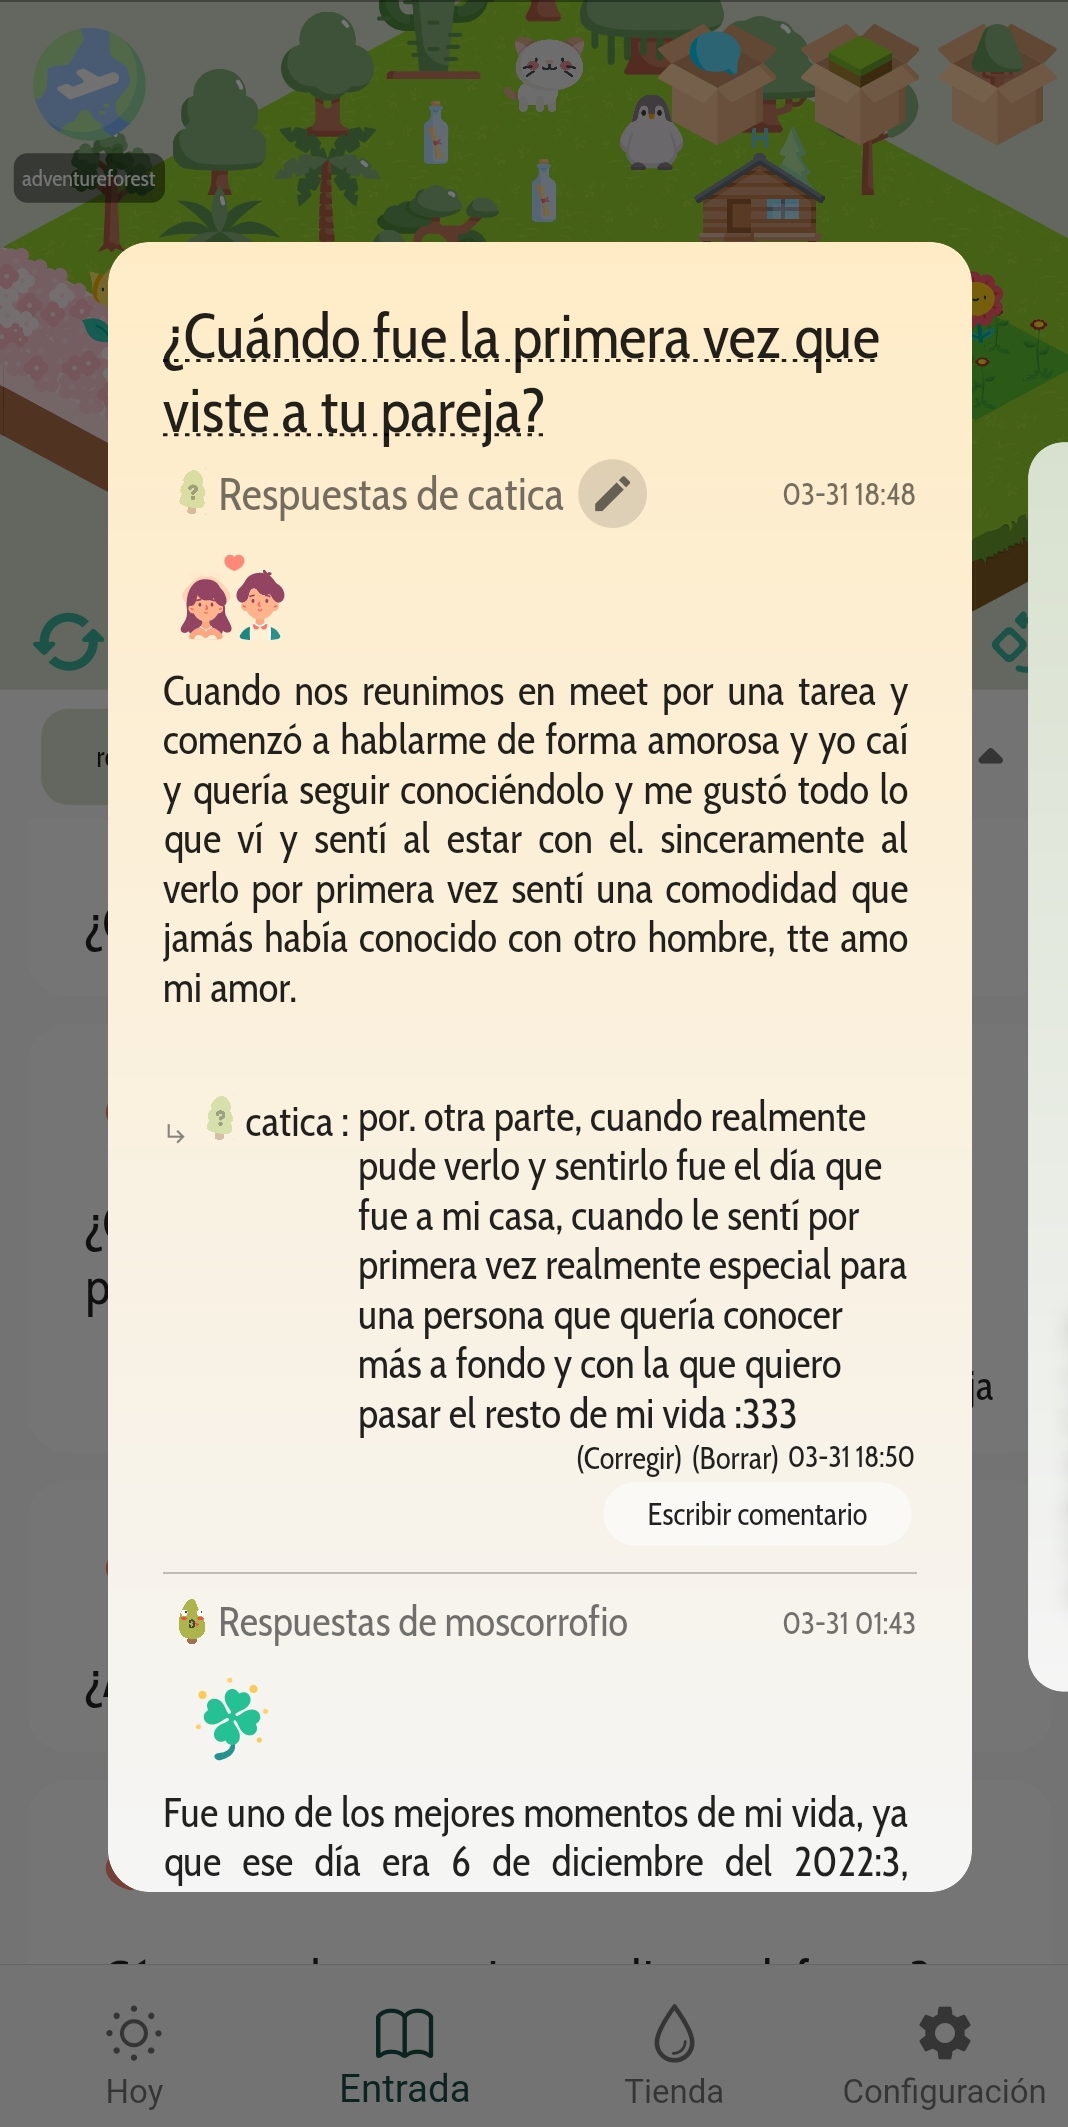 adventureforest
¿Cuándo fue la primera vez que
viste a tu pareja?
Respuestas de catica
03-31 18:48
Cuando nos reunimos en meet por una tarea y
comenzó a hablarme de forma amorosa y yo caí
y quería seguir conociéndolo y me gustó todo lo
que ví y sentí al estar con el. sinceramente al
verlo por primera vez sentí una comodidad que
jamás había conocido con otro hombre, tte amo
mi amor.
catica : por. otra parte, cuando realmente
pude verlo y sentirlo fue el día que
fue a mi casa, cuando le sentí por
primera vez realmente especial para
una persona que quería conocer
más a fondo y con la que quiero
pasar el resto de mi vida :333
(Corregir) (Borrar) 03-31 18:50
Escribir comentario
Respuestas de moscorrofio
03-31 01:43
Fue uno de los mejores momentos de mi vida, ya
que ese día era 6 de diciembre del 2022:3,
ja
Hoy
Entrada
Tienda
Configuración